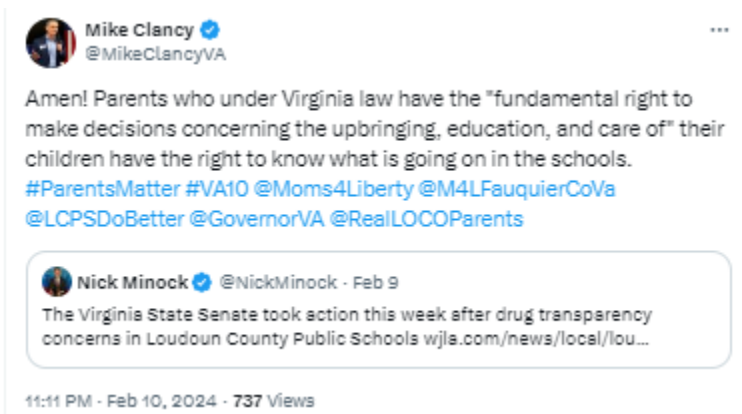 Mike Clancy
@MikeClancyVA
Amen! Parents who under Virginia law have the "fundamental right to
make decisions concerning the upbringing, education, and care of" their
children have the right to know what is going on in the schools.
#ParentsMatter #VA10 @Moms4Liberty @M4LFauquierCoVa
@LCPSDoBetter @GovernorVA @RealLOCOParents
Nick Minock @NickMinock · Feb 9
The Virginia State Senate took action this week after drug transparency
concerns in Loudoun County Public Schools wjla.com/news/local/lou...
11:11 PM · Feb 10, 2024 · 737 Views